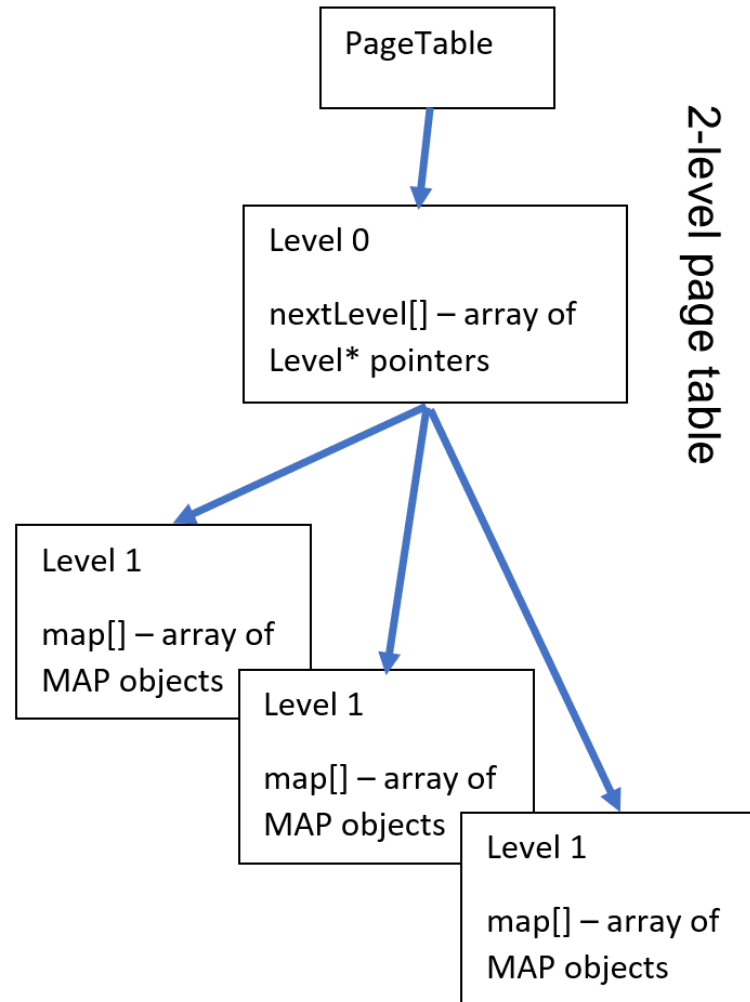 PageTable
2-level page table
Level 0
nextLevel[] – array of
Level* pointers
Level 1
map[] – array of
MAP objects
Level 1
map[] – array of
MAP objects
Level 1
map[] – array of
MAP objects